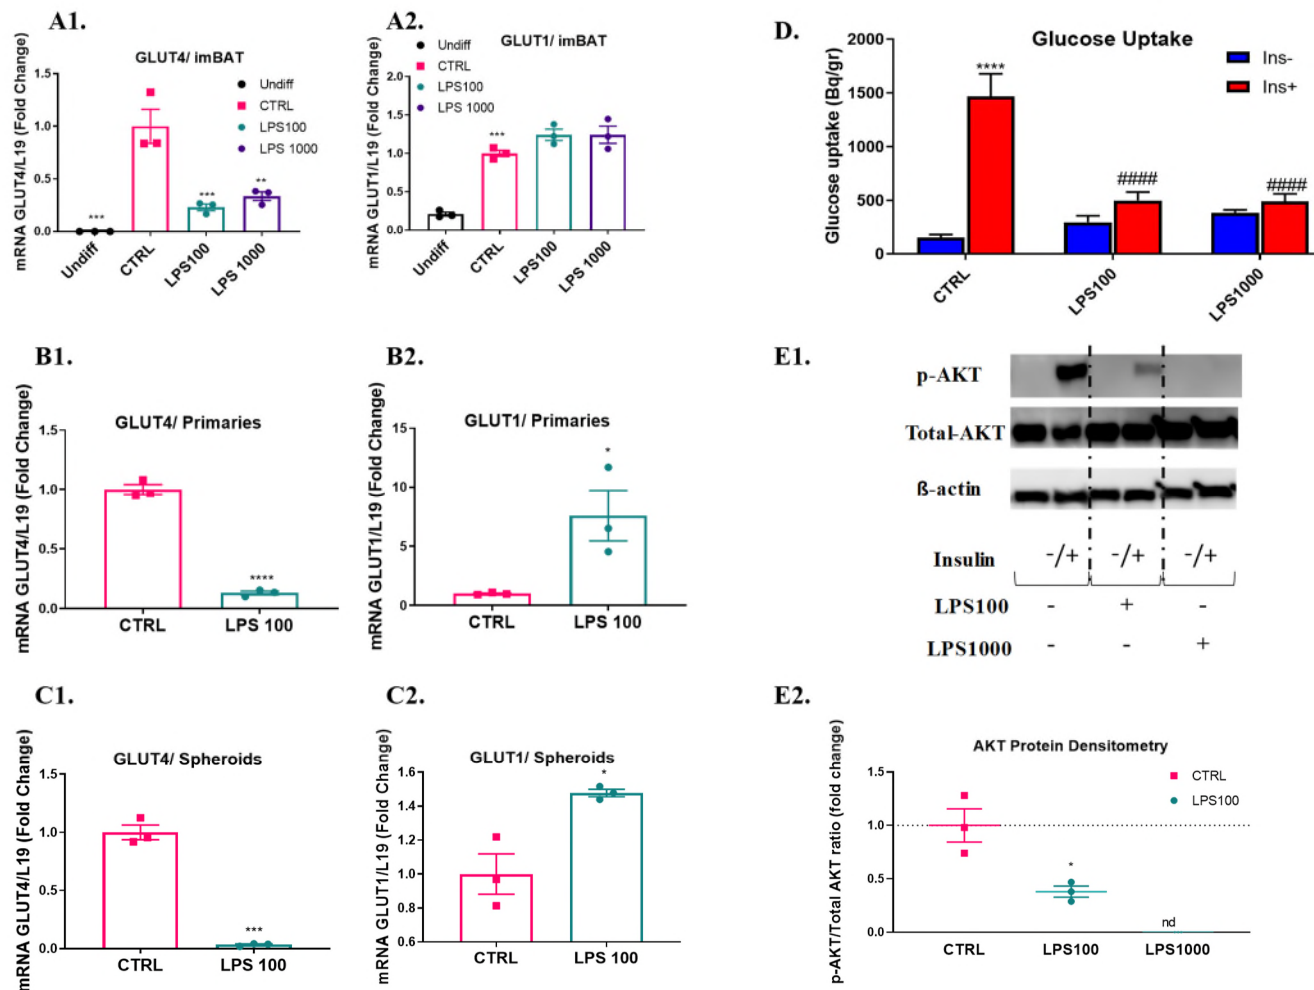 A1.
GLUT4/ imBAT
mRNA GLUT4/L19 (Fold Change)
1.5
1.0
0.5
0.0
Undiff
CTRL
LPS100
LPS 1000
***
***
**
Undiff
CTRL
LPS100
LPS 1000
A2.
GLUT1/ imBAT
mRNA GLUT1/L19 (Fold Change)
2.0
1.5
1.0
0.5
0.0
Undiff
CTRL
LPS100
LPS 1000
***
Undiff
CTRL
LPS100
LPS 1000
D.
Glucose Uptake
Glucose uptake (Bq/gr)
2000
1500
1000
500
0
Ins-
Ins+
****
####
####
CTRL
LPS100
LPS1000
B1.
GLUT4/ Primaries
mRNA GLUT4/L19 (Fold Change)
1.5
1.0
0.5
0.0
****
CTRL
LPS 100
B2.
GLUT1/ Primaries
mRNA GLUT1/L19 (Fold Change)
15
10
5
0
*
CTRL
LPS 100
E1.
p-AKT
Total-AKT
ß-actin
Insulin -/+ -/+ -/+
LPS100 - + -
LPS1000 - - +
C1.
GLUT4/ Spheroids
mRNA GLUT4/L19 (Fold Change)
1.5
1.0
0.5
0.0
***
CTRL
LPS 100
C2.
GLUT1/ Spheroids
mRNA GLUT1/L19 (Fold Change)
1.6
1.4
1.2
1.0
0.8
0.6
*
CTRL
LPS 100
E2.
AKT Protein Densitometry
p-AKT/Total AKT ratio (fold change)
1.5
1.0
0.5
0.0
CTRL
LPS100
*
nd
CTRL
LPS100
LPS1000